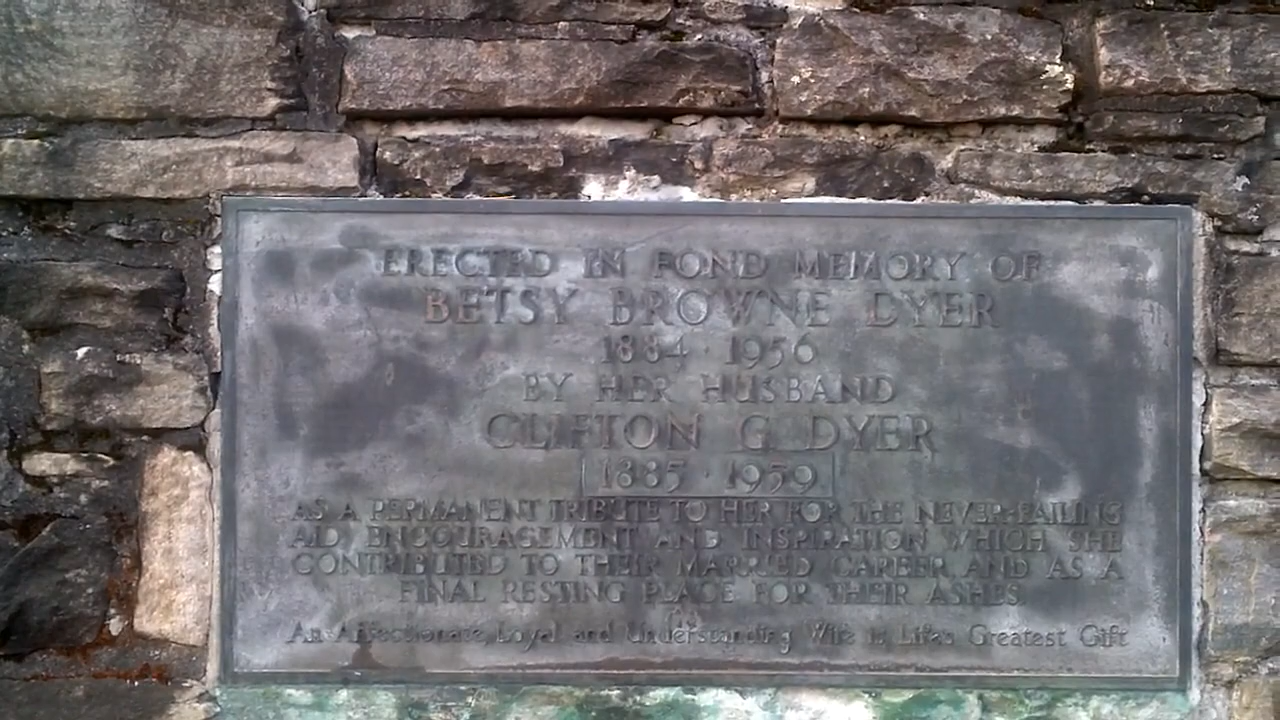 ERECTED IN FOND MEMORY OF
BETSY BROWNE DYER
1884 · 1956
BY HER HUSBAND
CLIFTON G. DYER
1885 · 1959
AS A PERMANENT TRIBUTE TO HER FOR THE NEVER-FAILING
AID, ENCOURAGEMENT AND INSPIRATION WHICH SHE
CONTRIBUTED TO THEIR MARRIED CAREER AND AS A
FINAL RESTING PLACE FOR THEIR ASHES.
An Affectionate, Loyal and Understanding Wife is Life's Greatest Gift